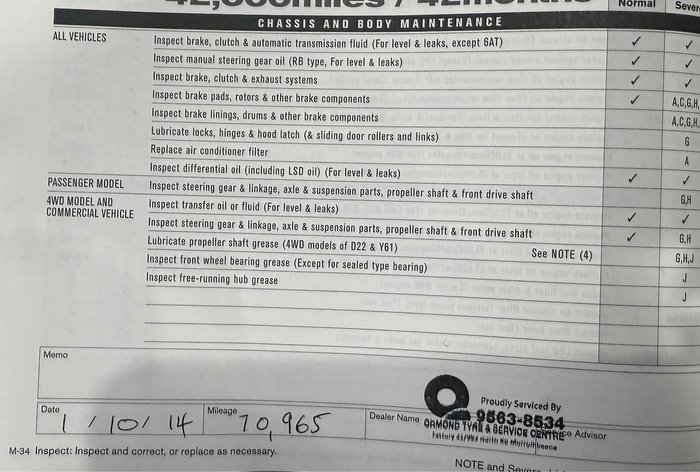 42,000miles / 42months
Normal Severe
CHASSIS AND BODY MAINTENANCE
ALL VEHICLES
Inspect brake, clutch & automatic transmission fluid (For level & leaks, except 6AT) ✓ ✓
Inspect manual steering gear oil (RB type, For level & leaks) ✓ ✓
Inspect brake, clutch & exhaust systems ✓ ✓
Inspect brake pads, rotors & other brake components ✓ A,C,G,H,
Inspect brake linings, drums & other brake components A,C,G,H,
Lubricate locks, hinges & hood latch (& sliding door rollers and links) G
Replace air conditioner filter A
Inspect differential oil (including LSD oil) (For level & leaks) ✓ ✓
PASSENGER MODEL Inspect steering gear & linkage, axle & suspension parts, propeller shaft & front drive shaft G,H
4WD MODEL AND COMMERCIAL VEHICLE
Inspect transfer oil or fluid (For level & leaks) ✓ ✓
Inspect steering gear & linkage, axle & suspension parts, propeller shaft & front drive shaft ✓ G,H
Lubricate propeller shaft grease (4WD models of D22 & Y61) See NOTE (4) G,H,J
Inspect front wheel bearing grease (Except for sealed type bearing) J
Inspect free-running hub grease J
Memo
Date 1 / 10 / 14 Mileage 70,965
Dealer Name
Proudly Serviced By
9563-8534
ORMOND TYRE & SERVICE CENTRE
Service Advisor
M-34 Inspect: Inspect and correct, or replace as necessary.
NOTE and